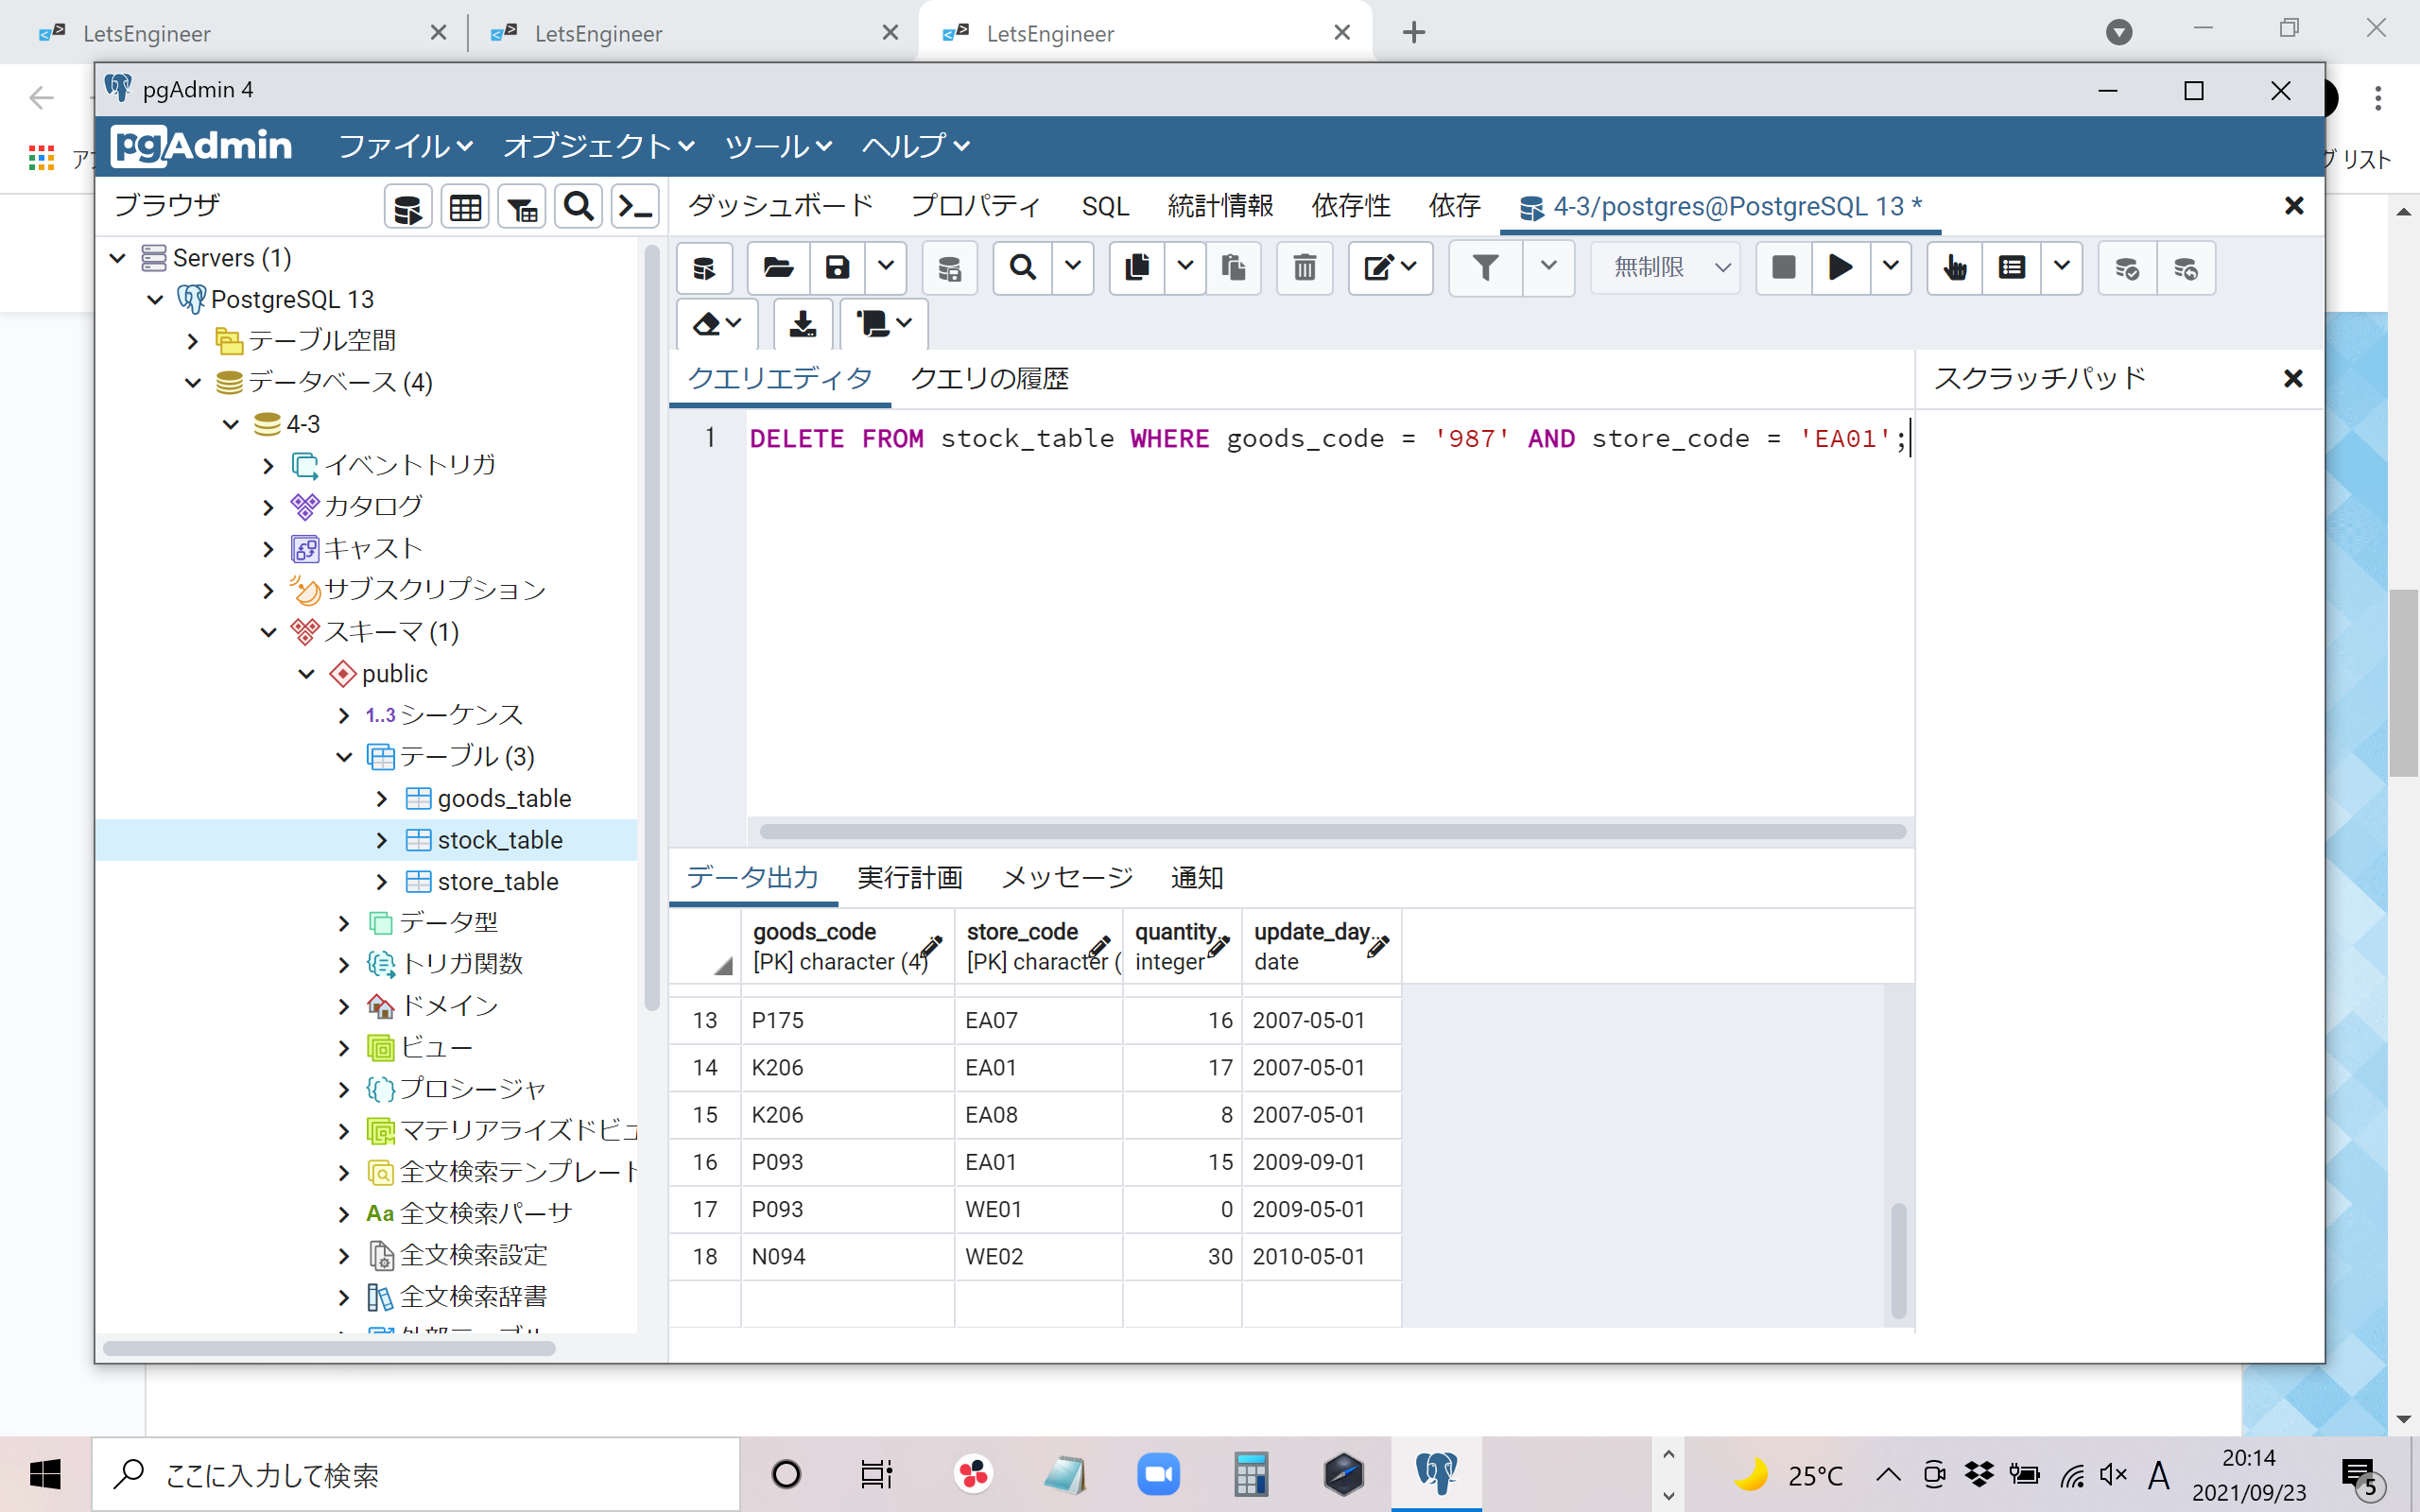 LetsEngineer
LetsEngineer
LetsEngineer
pgAdmin 4
pgAdmin
ファイル
オブジェクト
ツール
ヘルプ
グ リスト
ブラウザ
ダッシュボード
プロパティ
SQL
統計情報
依存性
依存
4-3/postgres@PostgreSQL 13 *
Servers (1)
PostgreSQL 13
テーブル空間
データベース (4)
4-3
イベントトリガ
カタログ
キャスト
サブスクリプション
スキーマ (1)
public
1..3 シーケンス
テーブル (3)
goods_table
stock_table
store_table
データ型
トリガ関数
ドメイン
ビュー
プロシージャ
マテリアライズドビュ
全文検索テンプレート
Aa 全文検索パーサ
全文検索設定
全文検索辞書
無制限
クエリエディタ
クエリの履歴
スクラッチパッド
1 DELETE FROM stock_table WHERE goods_code = '987' AND store_code = 'EA01';
データ出力
実行計画
メッセージ
通知
goods_code store_code quantity update_day
[PK] character (4) [PK] character ( integer date
13 P175 EA07 16 2007-05-01
14 K206 EA01 17 2007-05-01
15 K206 EA08 8 2007-05-01
16 P093 EA01 15 2009-09-01
17 P093 WE01 0 2009-05-01
18 N094 WE02 30 2010-05-01
ここに入力して検索
25°C
A
20:14
2021/09/23
5